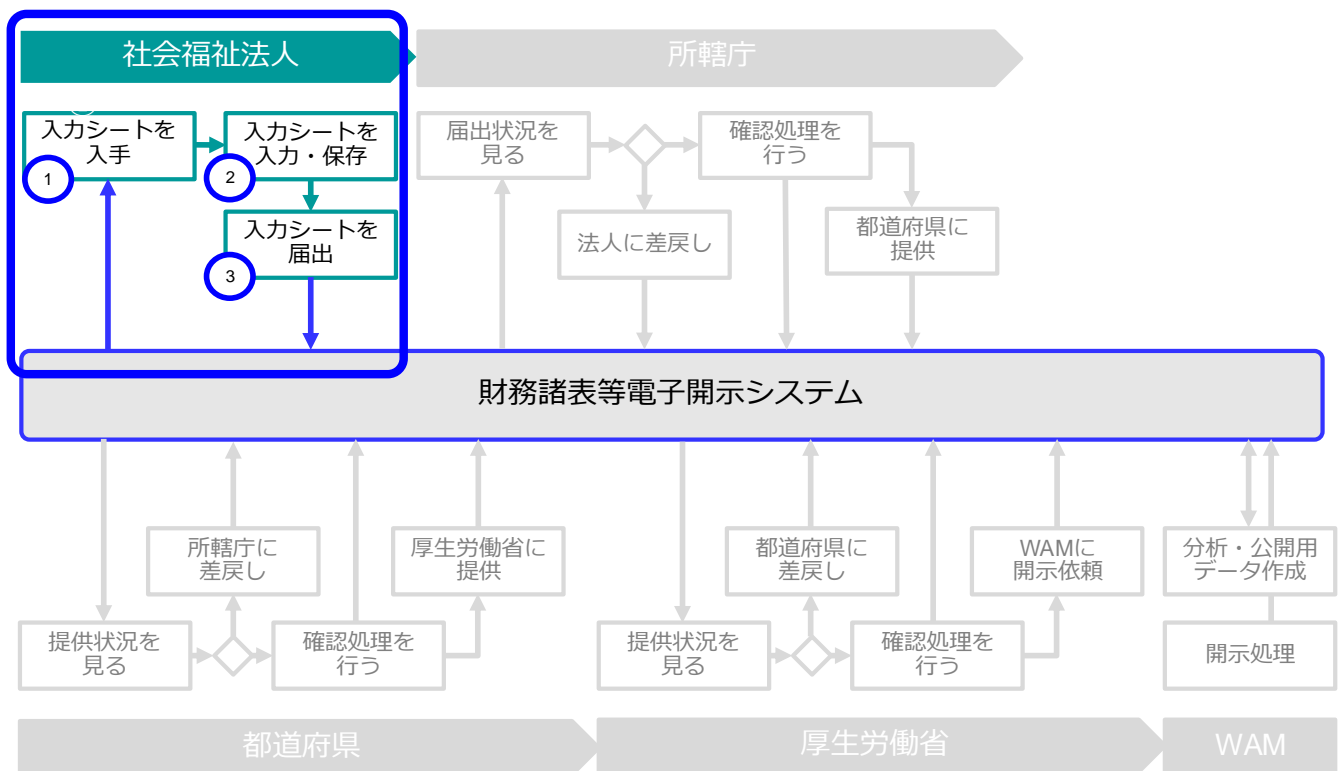 社会福祉法人
所轄庁
入力シートを
入手
1
入力シートを
入力・保存
2
入力シートを
届出
3
届出状況を
見る
確認処理を
行う
法人に差戻し
都道府県に
提供
財務諸表等電子開示システム
所轄庁に
差戻し
厚生労働省に
提供
都道府県に
差戻し
WAMに
開示依頼
分析・公開用
データ作成
提供状況を
見る
確認処理を
行う
提供状況を
見る
確認処理を
行う
開示処理
都道府県
厚生労働省
WAM